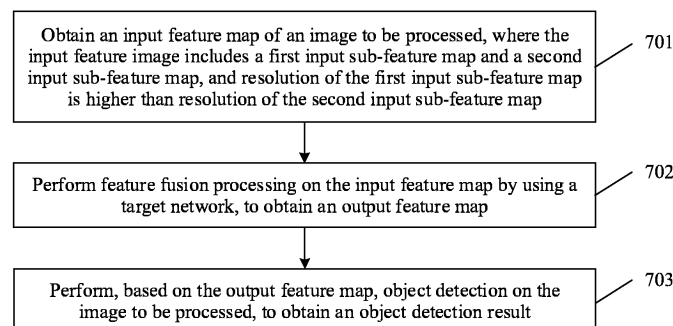 Obtain an input feature map of an image to be processed, where the
input feature image includes a first input sub-feature map and a second
input sub-feature map, and resolution of the first input sub-feature map
is higher than resolution of the second input sub-feature map
701
Perform feature fusion processing on the input feature map by using a
target network, to obtain an output feature map
702
Perform, based on the output feature map, object detection on the
image to be processed, to obtain an object detection result
703